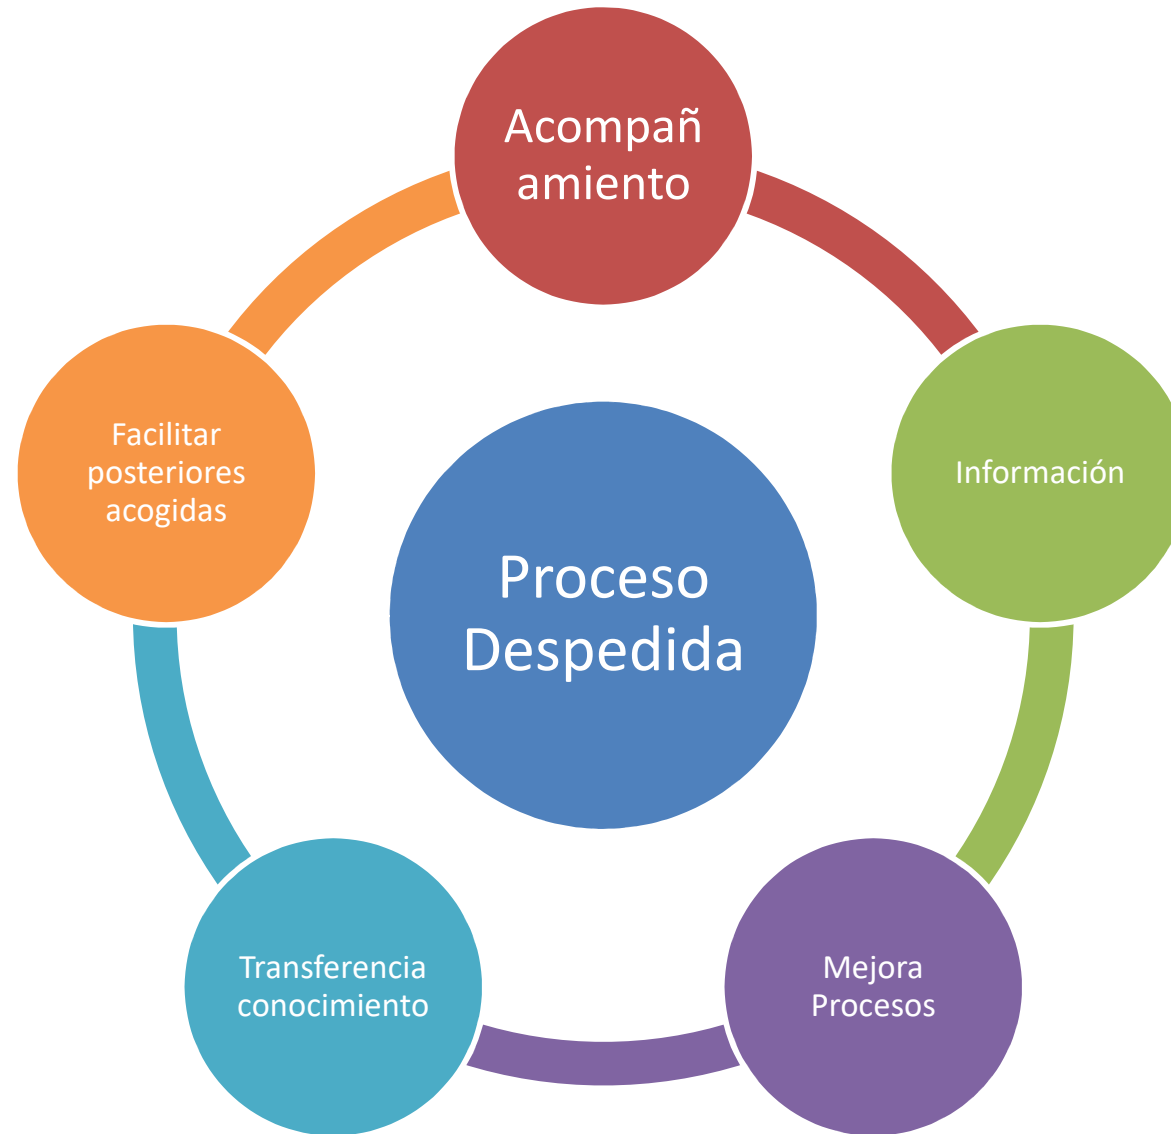 Acompañ
amiento
Información
Mejora
Procesos
Transferencia
conocimiento
Facilitar
posteriores
acogidas
Proceso
Despedida